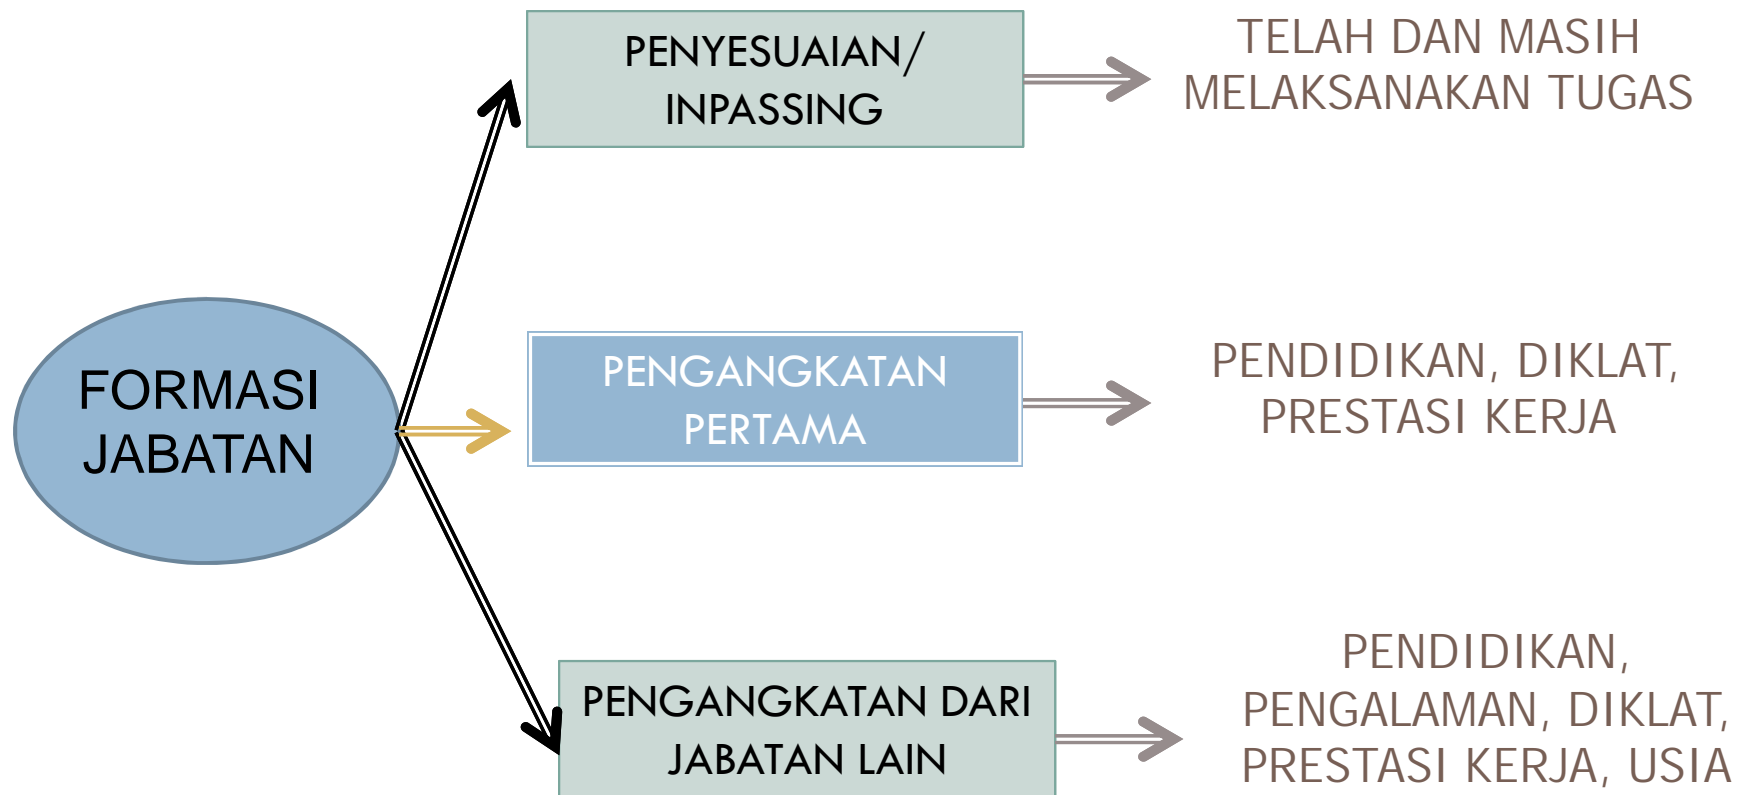 FORMASI
JABATAN
PENYESUAIAN/
INPASSING
TELAH DAN MASIH
MELAKSANAKAN TUGAS
PENGANGKATAN
PERTAMA
PENDIDIKAN, DIKLAT,
PRESTASI KERJA
PENGANGKATAN DARI
JABATAN LAIN
PENDIDIKAN,
PENGALAMAN, DIKLAT,
PRESTASI KERJA, USIA